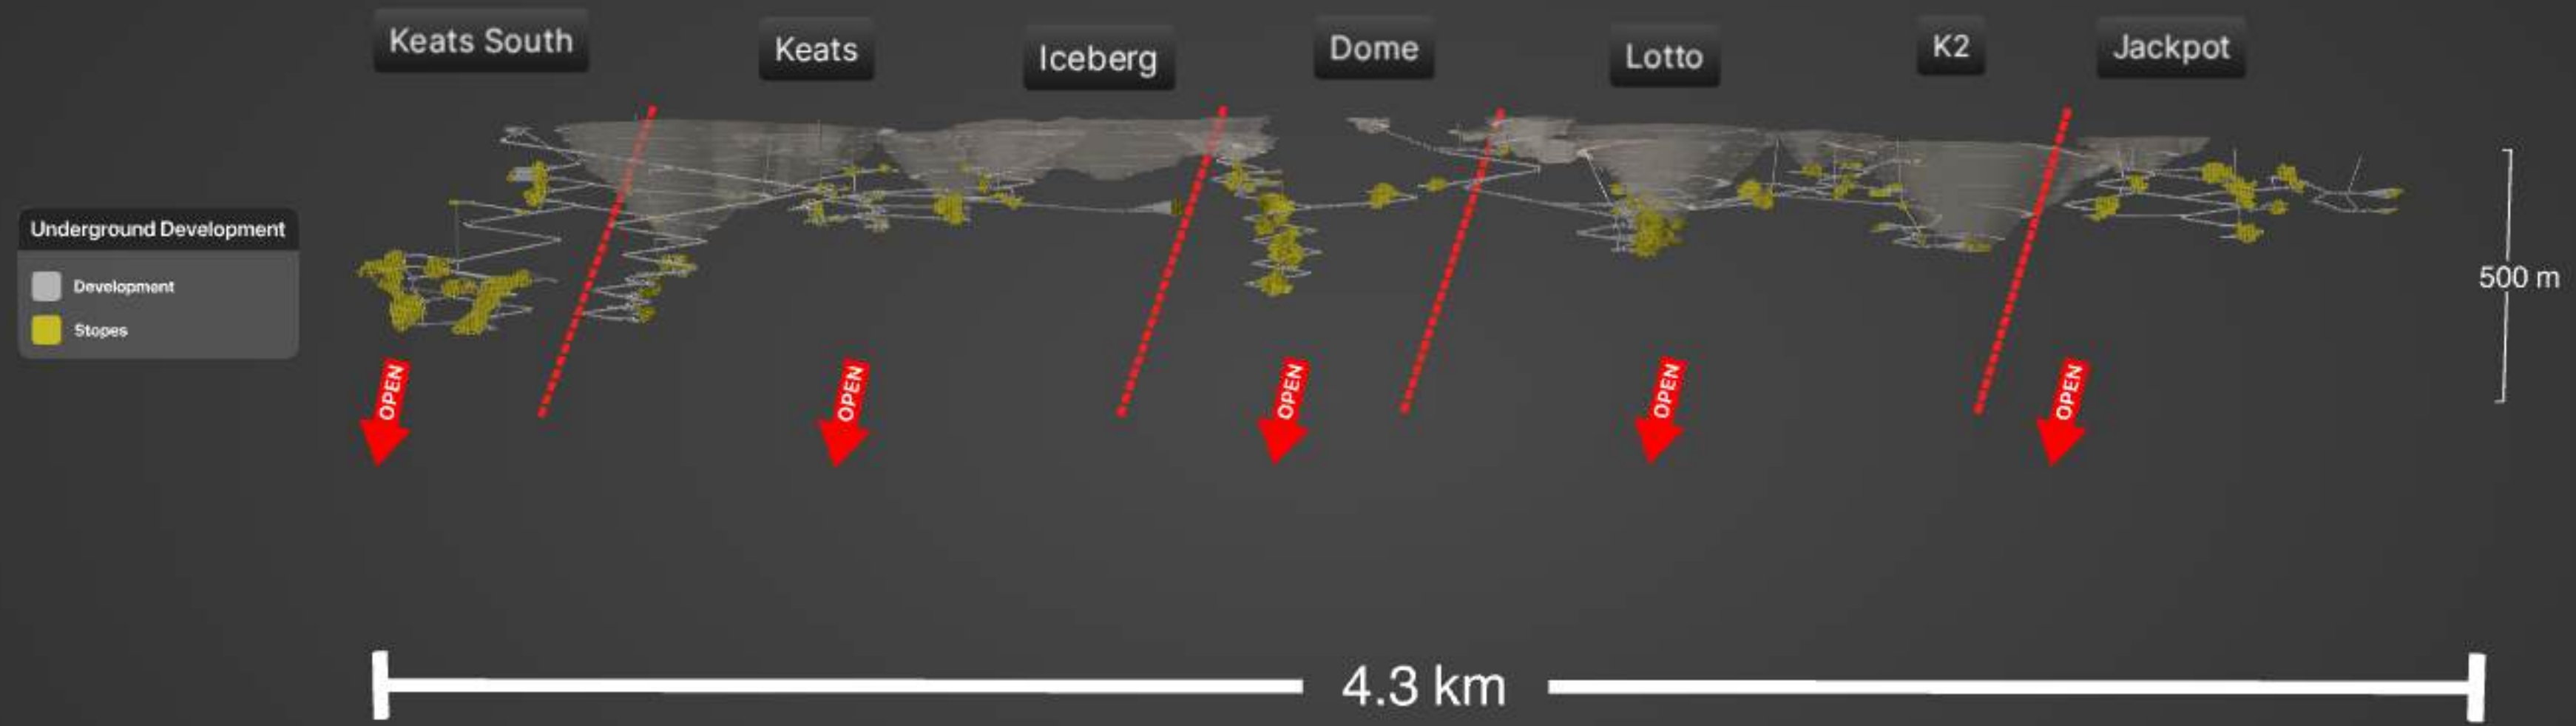 Keats South
Keats
Iceberg
Dome
Lotto
K2
Jackpot
Underground Development
Development
Stopes
500 m
OPEN
OPEN
OPEN
OPEN
OPEN
4.3 km